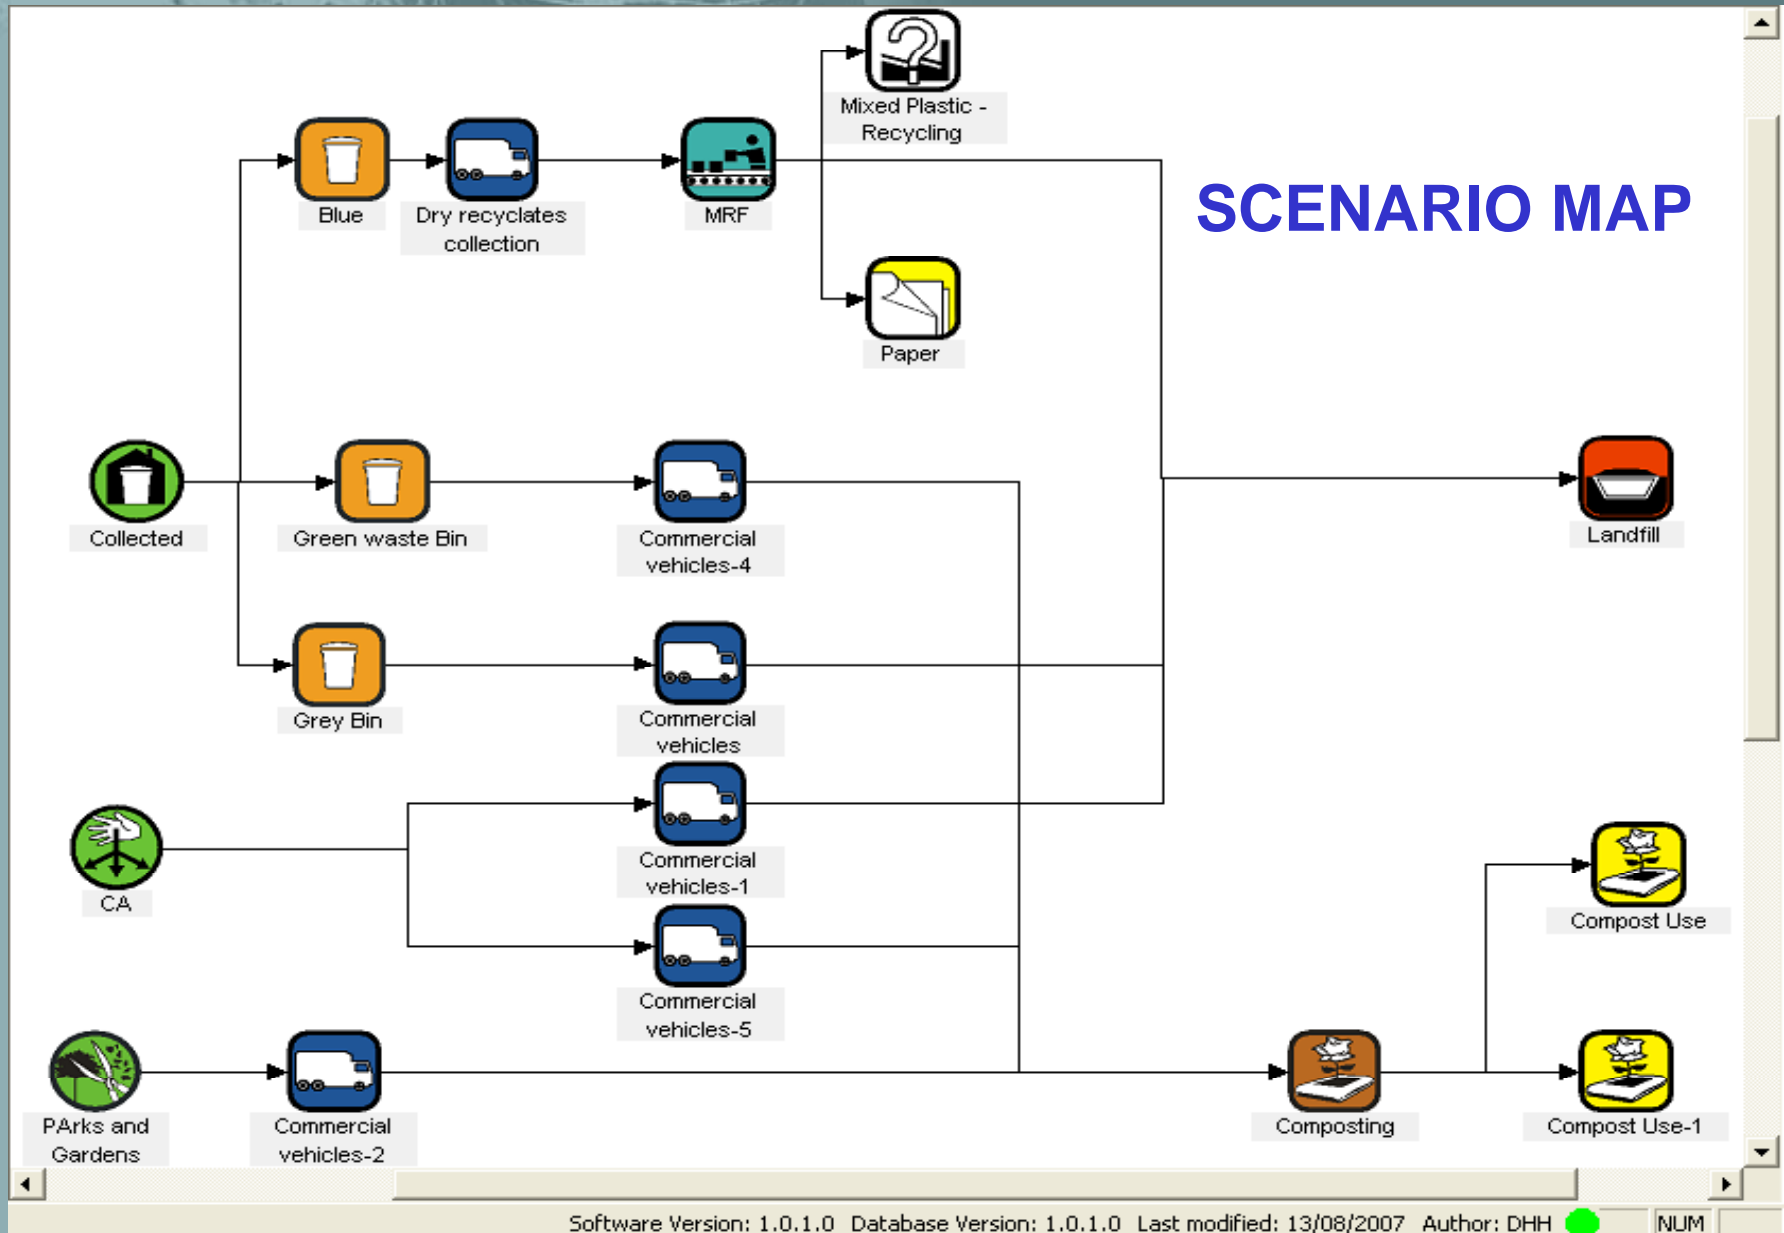 Mixed Plastic -
Recycling
SCENARIO MAP
Blue
Dry recyclates
collection
MRF
Paper
Collected
Green waste Bin
Commercial
vehicles-4
Landfill
Grey Bin
Commercial
vehicles
Commercial
vehicles-1
CA
Compost Use
Commercial
vehicles-5
PArks and
Gardens
Commercial
vehicles-2
Composting
Compost Use-1
Software Version: 1.0.1.0 Database Version: 1.0.1.0 Last modified: 13/08/2007 Author: DHH NUM